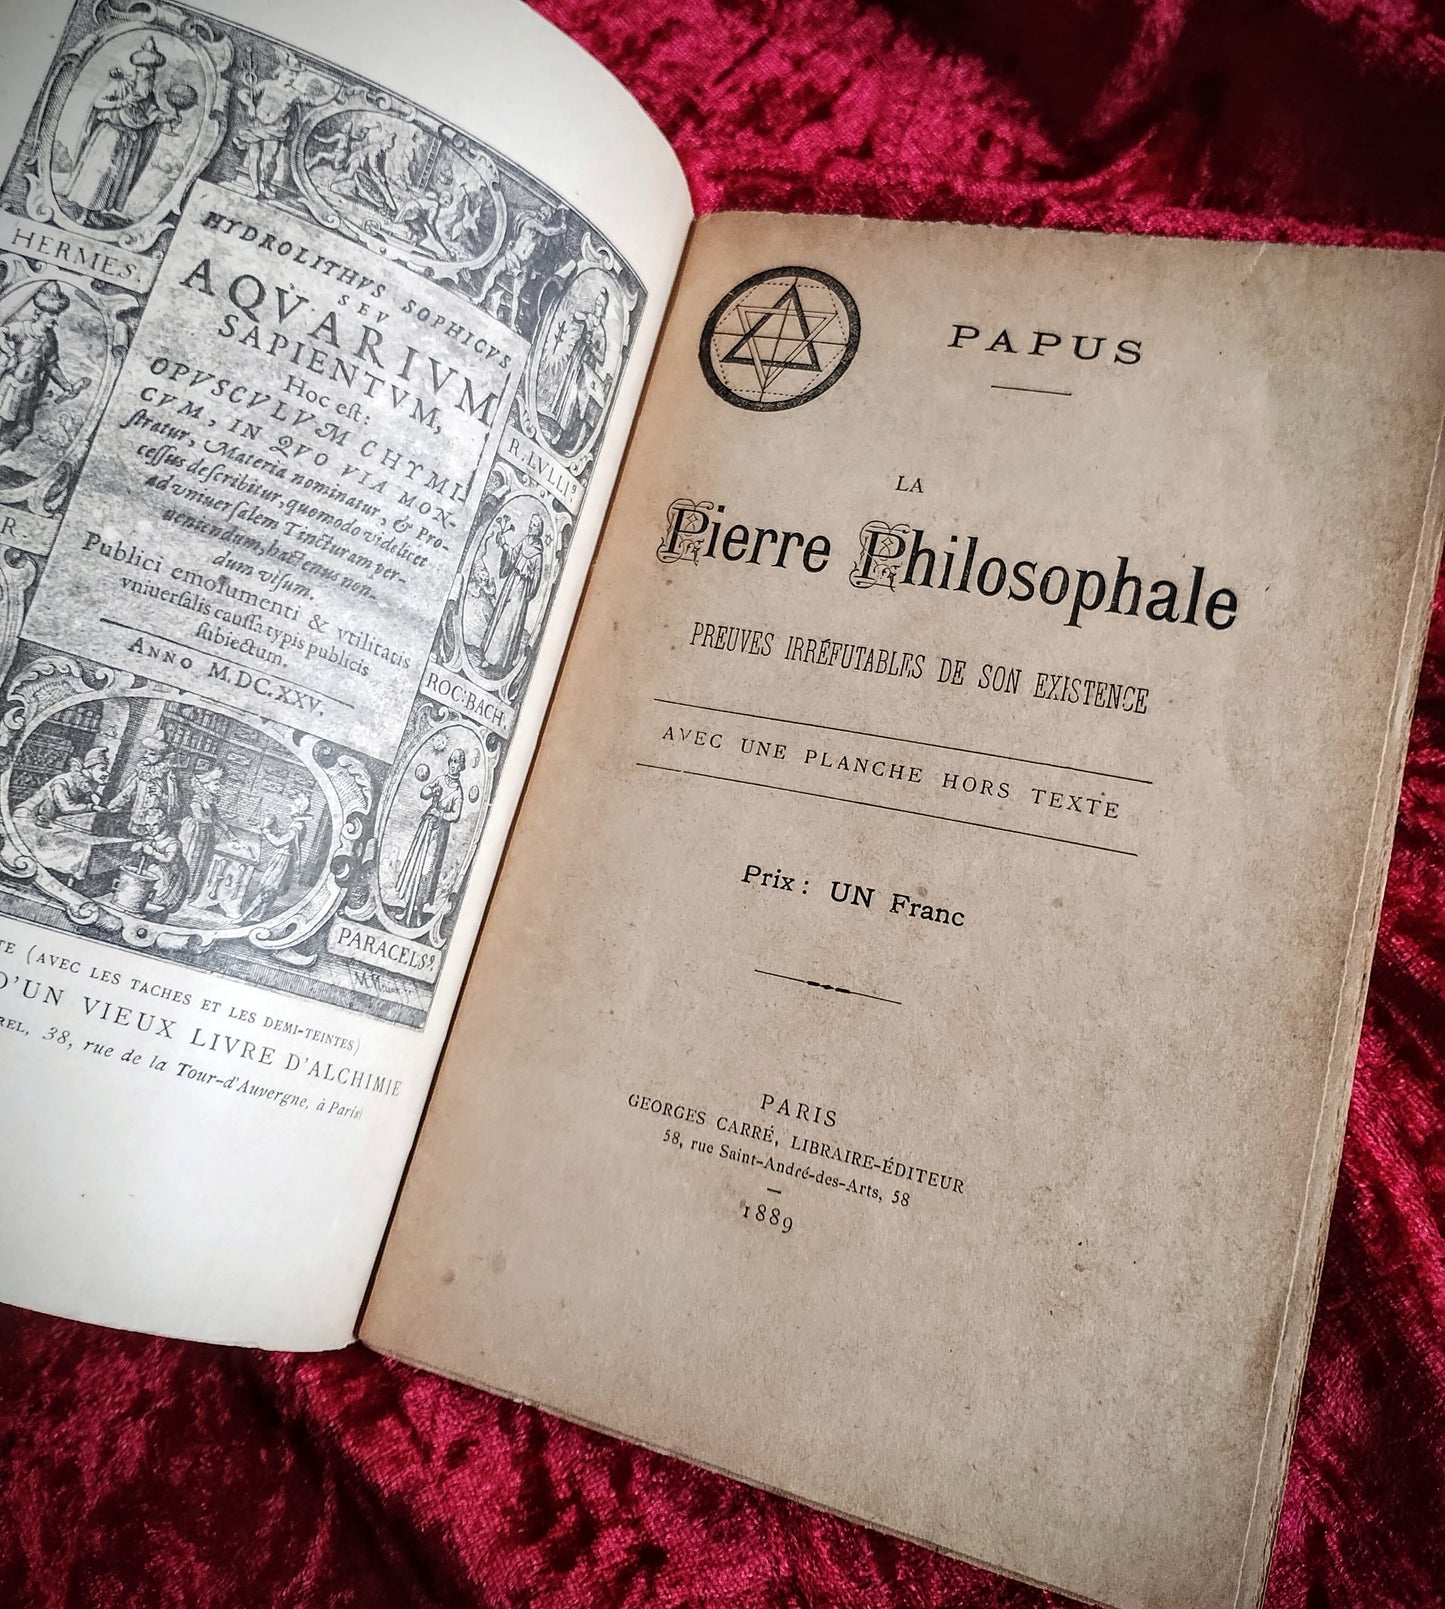 HERMES.
HYDROLITHVS SOPHICVS
SEV
AQVARIVM
SAPIENTVM,
Hoc eſt:
OPVSCVLVM CHYMI-
CVM, IN QVO VIA MON-
ſtratur, Materia nominatur, & Pro-
ceſſus deſcribitur, quomodo videlicet
ad vniuerſalem Tincturam per-
ueniendum, hactenus non-
dum viſum.
Publici emolumenti & vtilitatis
vniuerſalis cauſſa typis publicis
ſubiectum.
ANNO M.DC.XXV.
R. LVLLI9
R.
ROG: BACH.
PARACELS9.
TE (AVEC LES TACHES ET LES DEMI-TEINTES)
D'UN VIEUX LIVRE D'ALCHIMIE
REL, 38, rue de la Tour-d'Auvergne, à Paris)
PAPUS
LA
Pierre Philosophale
PREUVES IRRÉFUTABLES DE SON EXISTENCE
AVEC UNE PLANCHE HORS TEXTE
Prix : UN Franc
PARIS
GEORGES CARRÉ, LIBRAIRE-ÉDITEUR
58, rue Saint-André-des-Arts, 58
1889